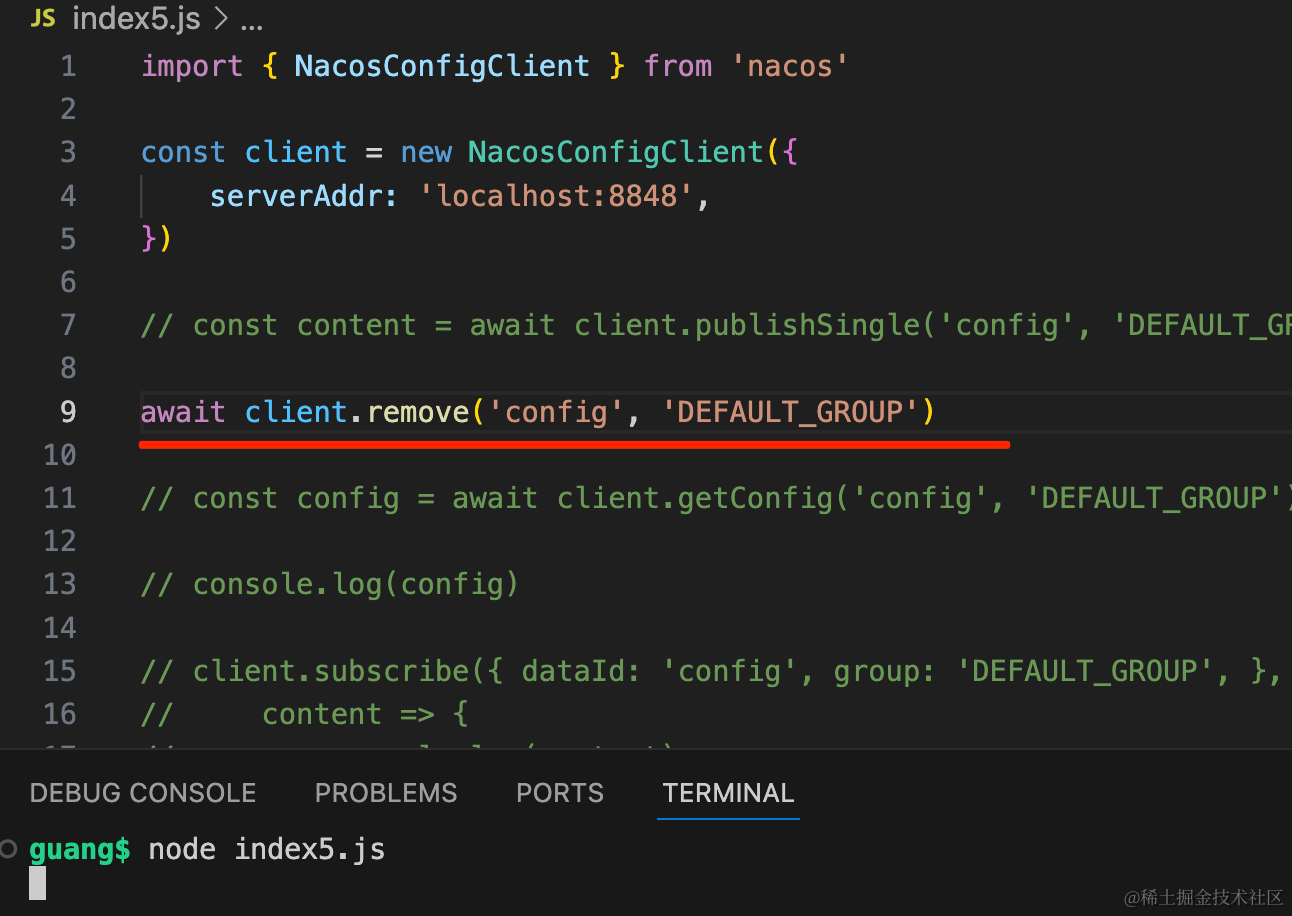 JS index5.js > ...
1 import { NacosConfigClient } from 'nacos'
2
3 const client = new NacosConfigClient({
4     serverAddr: 'localhost:8848',
5 })
6
7 // const content = await client.publishSingle('config', 'DEFAULT_GR
8
9 await client.remove('config', 'DEFAULT_GROUP')
10
11 // const config = await client.getConfig('config', 'DEFAULT_GROUP')
12
13 // console.log(config)
14
15 // client.subscribe({ dataId: 'config', group: 'DEFAULT_GROUP', },
16 //     content => {
DEBUG CONSOLE PROBLEMS PORTS TERMINAL
guang$ node index5.js
@稀土掘金技术社区